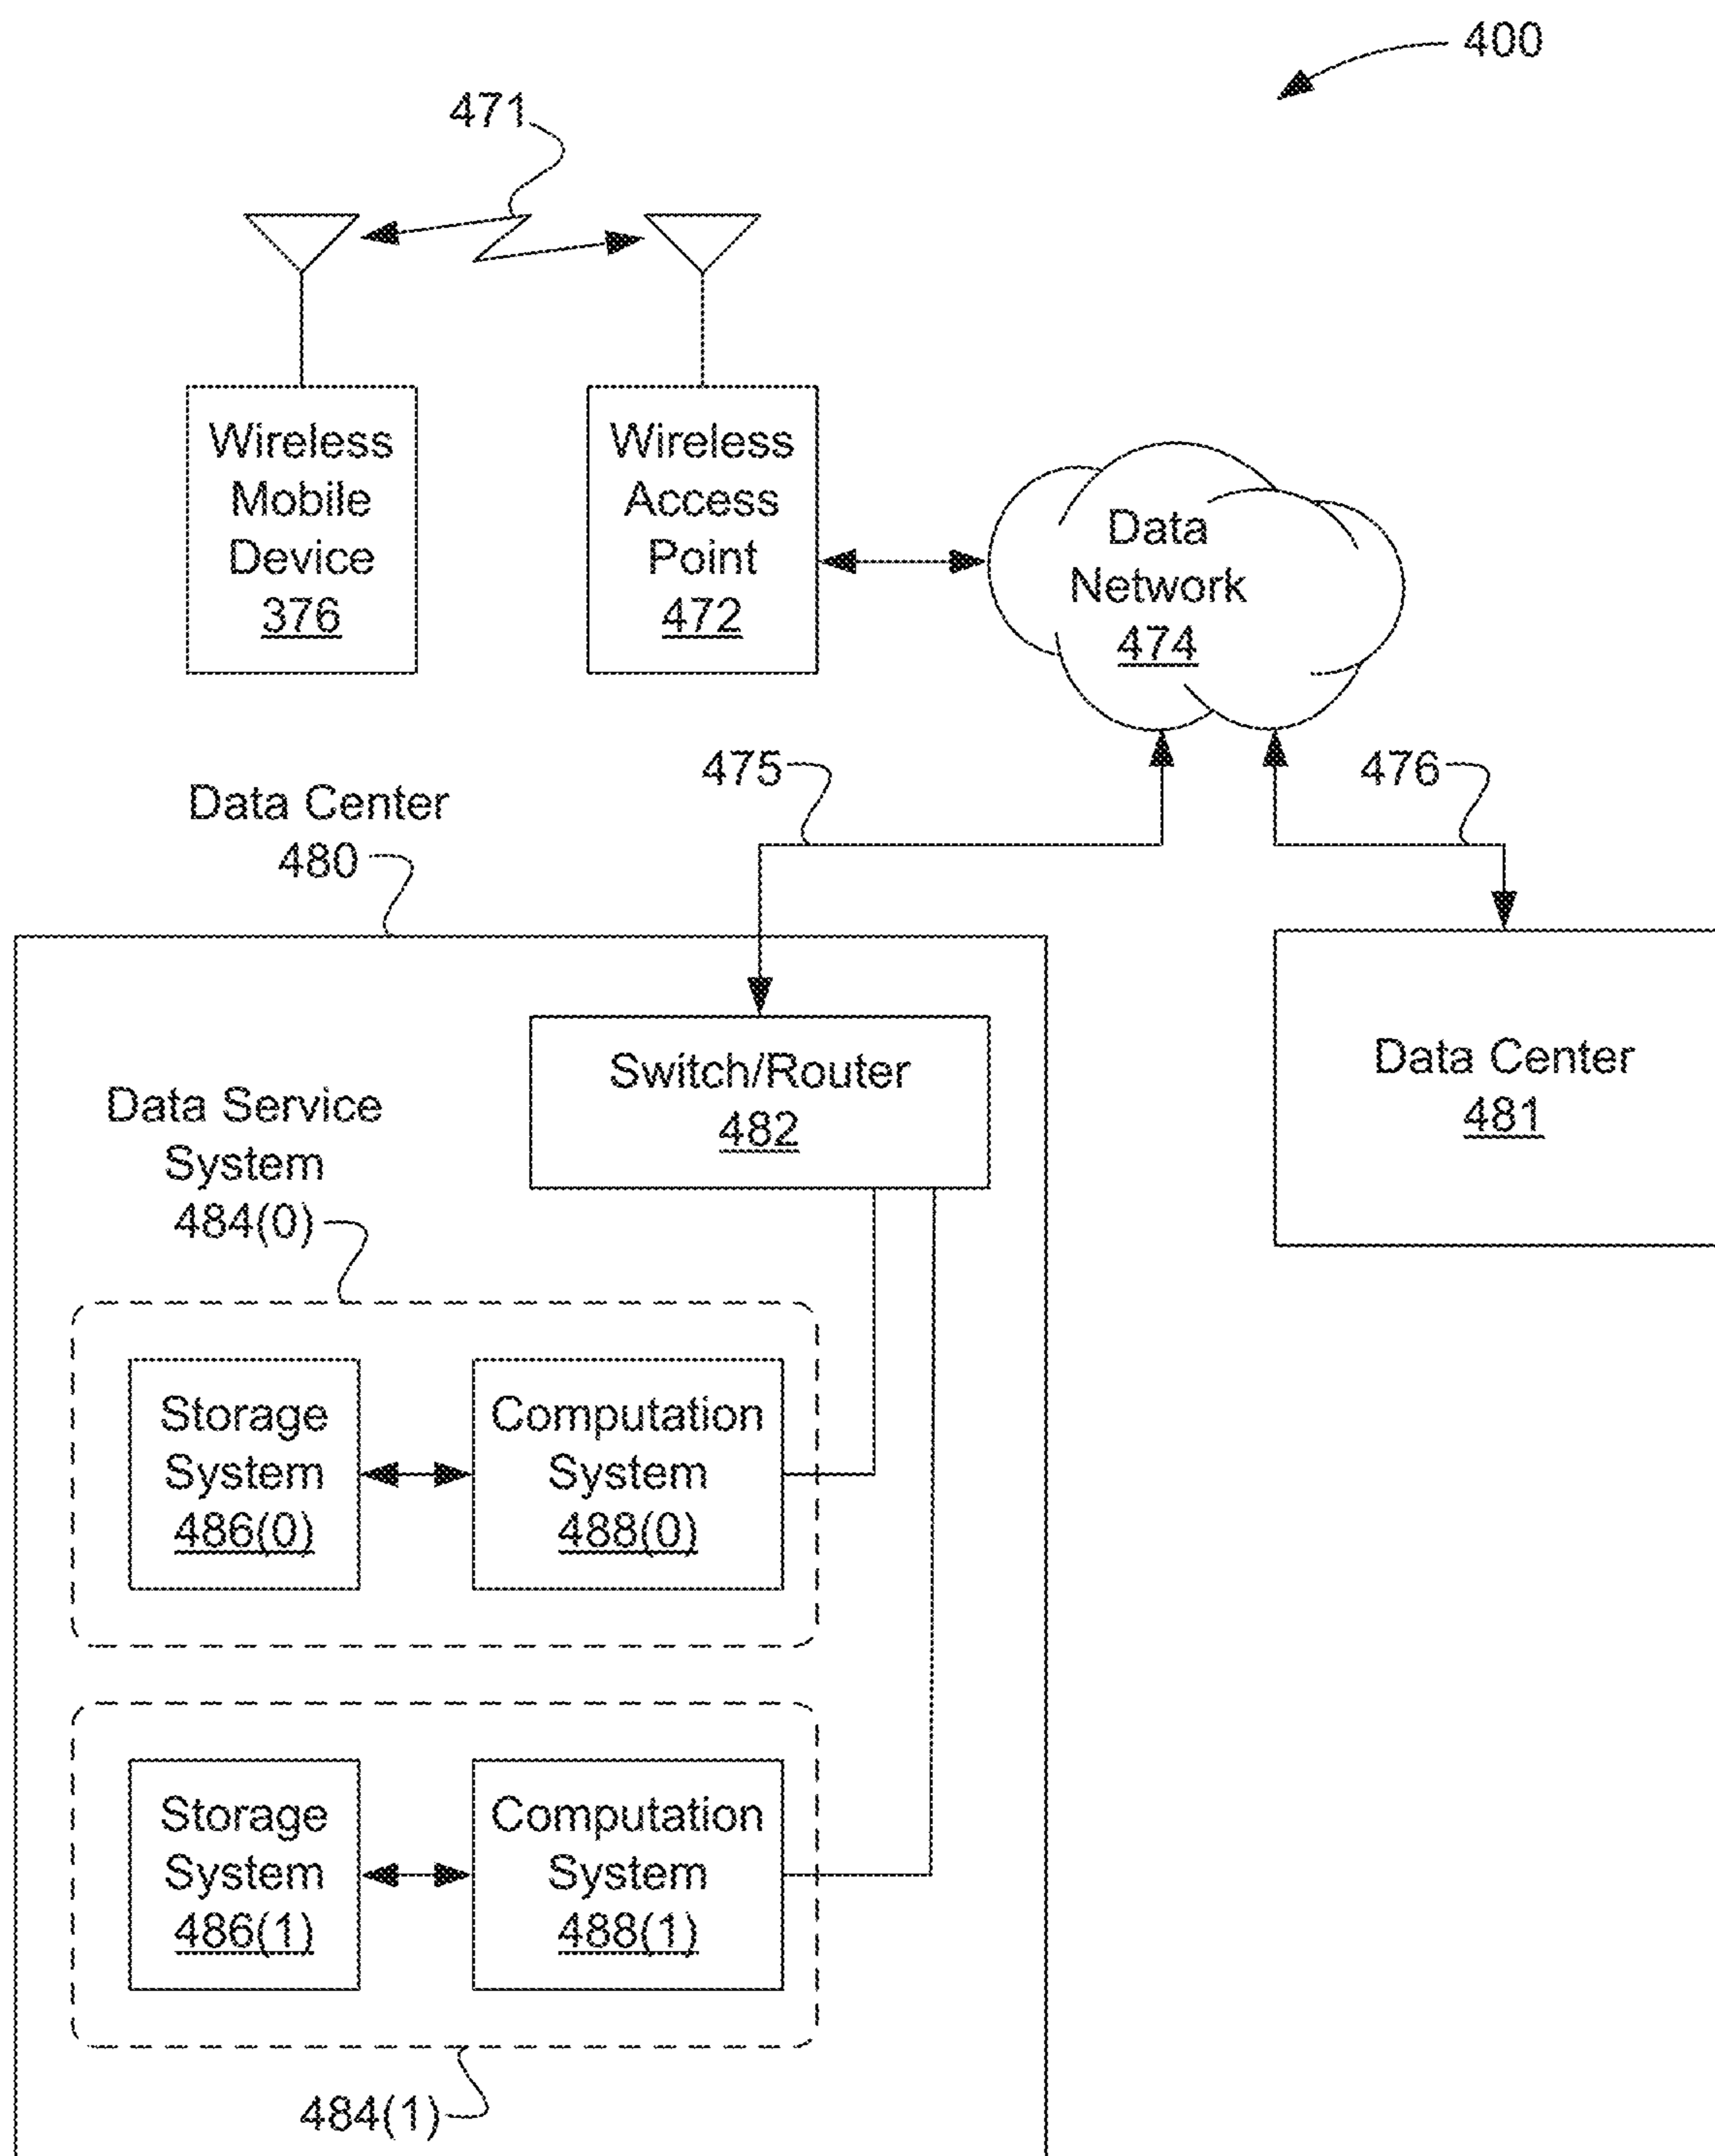 400
471
Wireless
Mobile
Device
376
Wireless
Access
Point
472
Data
Network
474
475
476
Data Center
480
Switch/Router
482
Data Center
481
Data Service
System
484(0)
Storage
System
486(0)
Computation
System
488(0)
Storage
System
486(1)
Computation
System
488(1)
484(1)